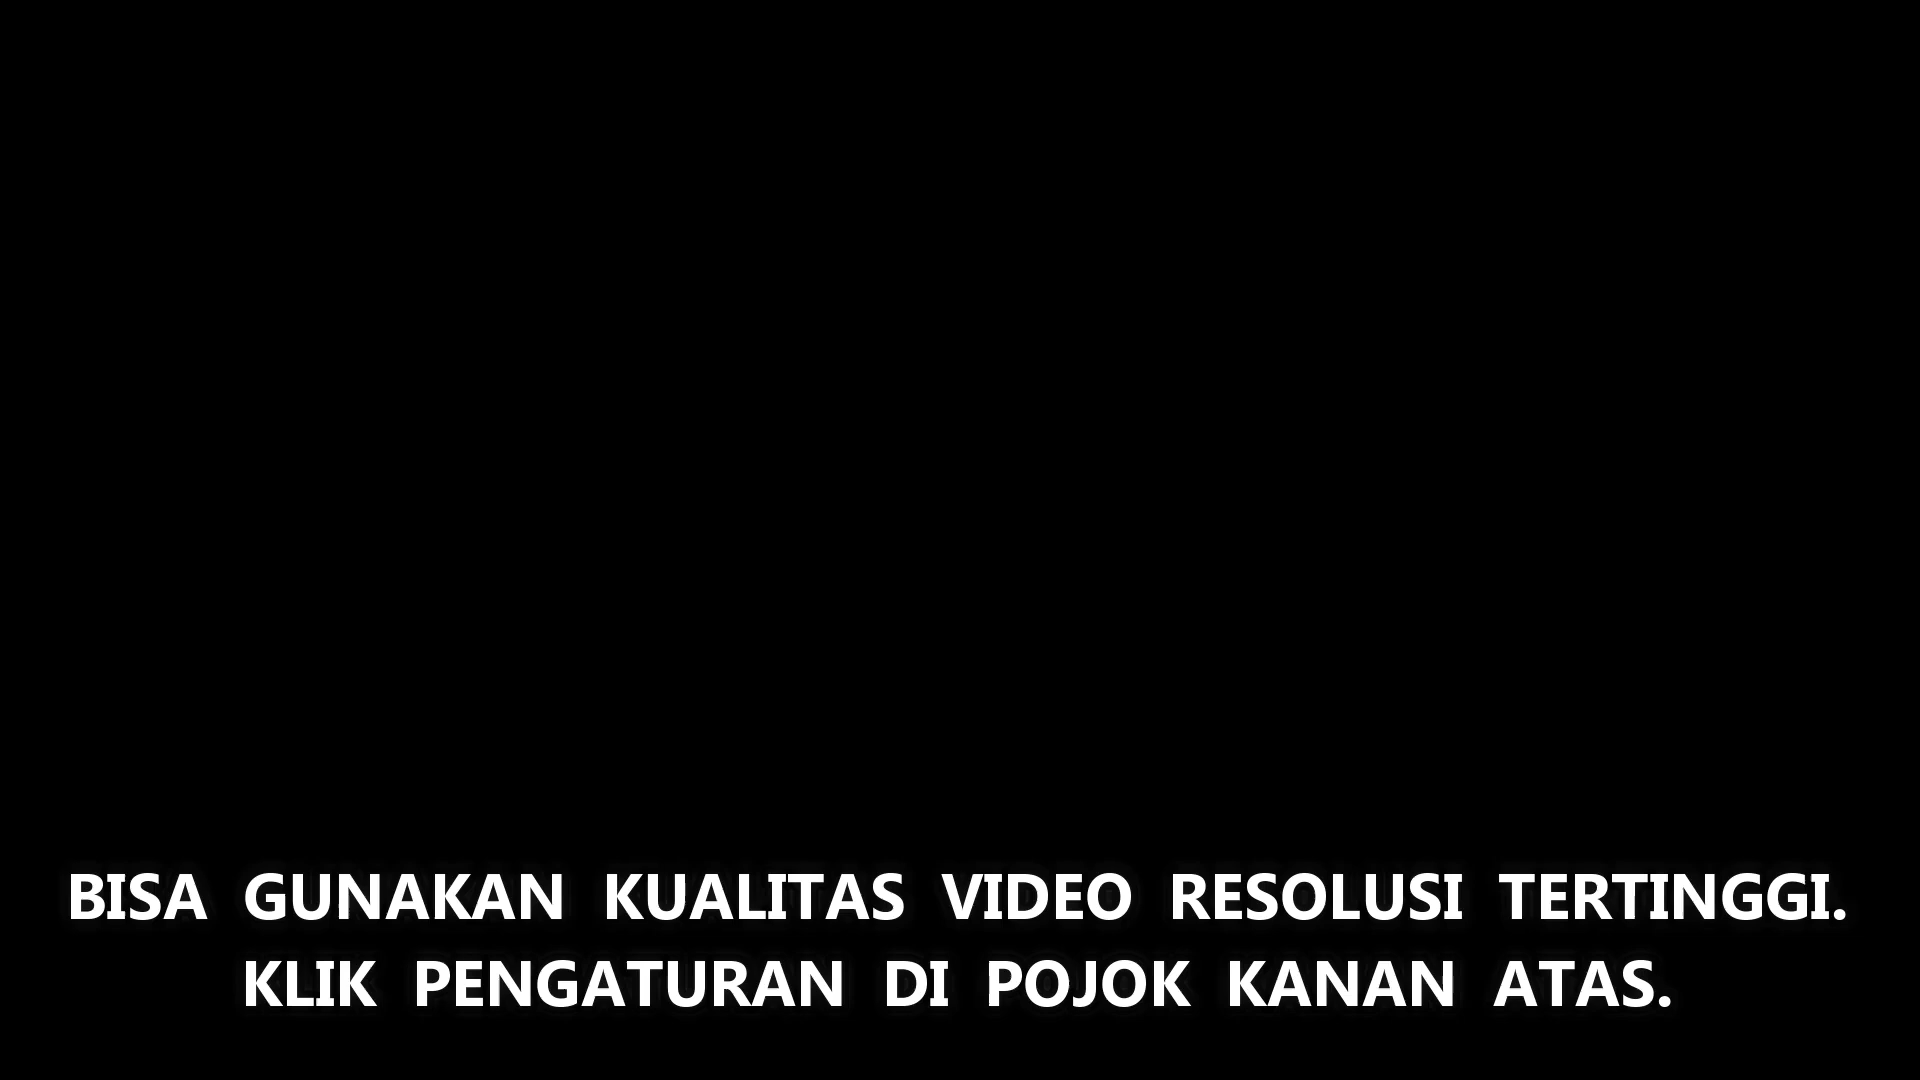 BISA GUNAKAN KUALITAS VIDEO RESOLUSI TERTINGGI.
KLIK PENGATURAN DI POJOK KANAN ATAS.